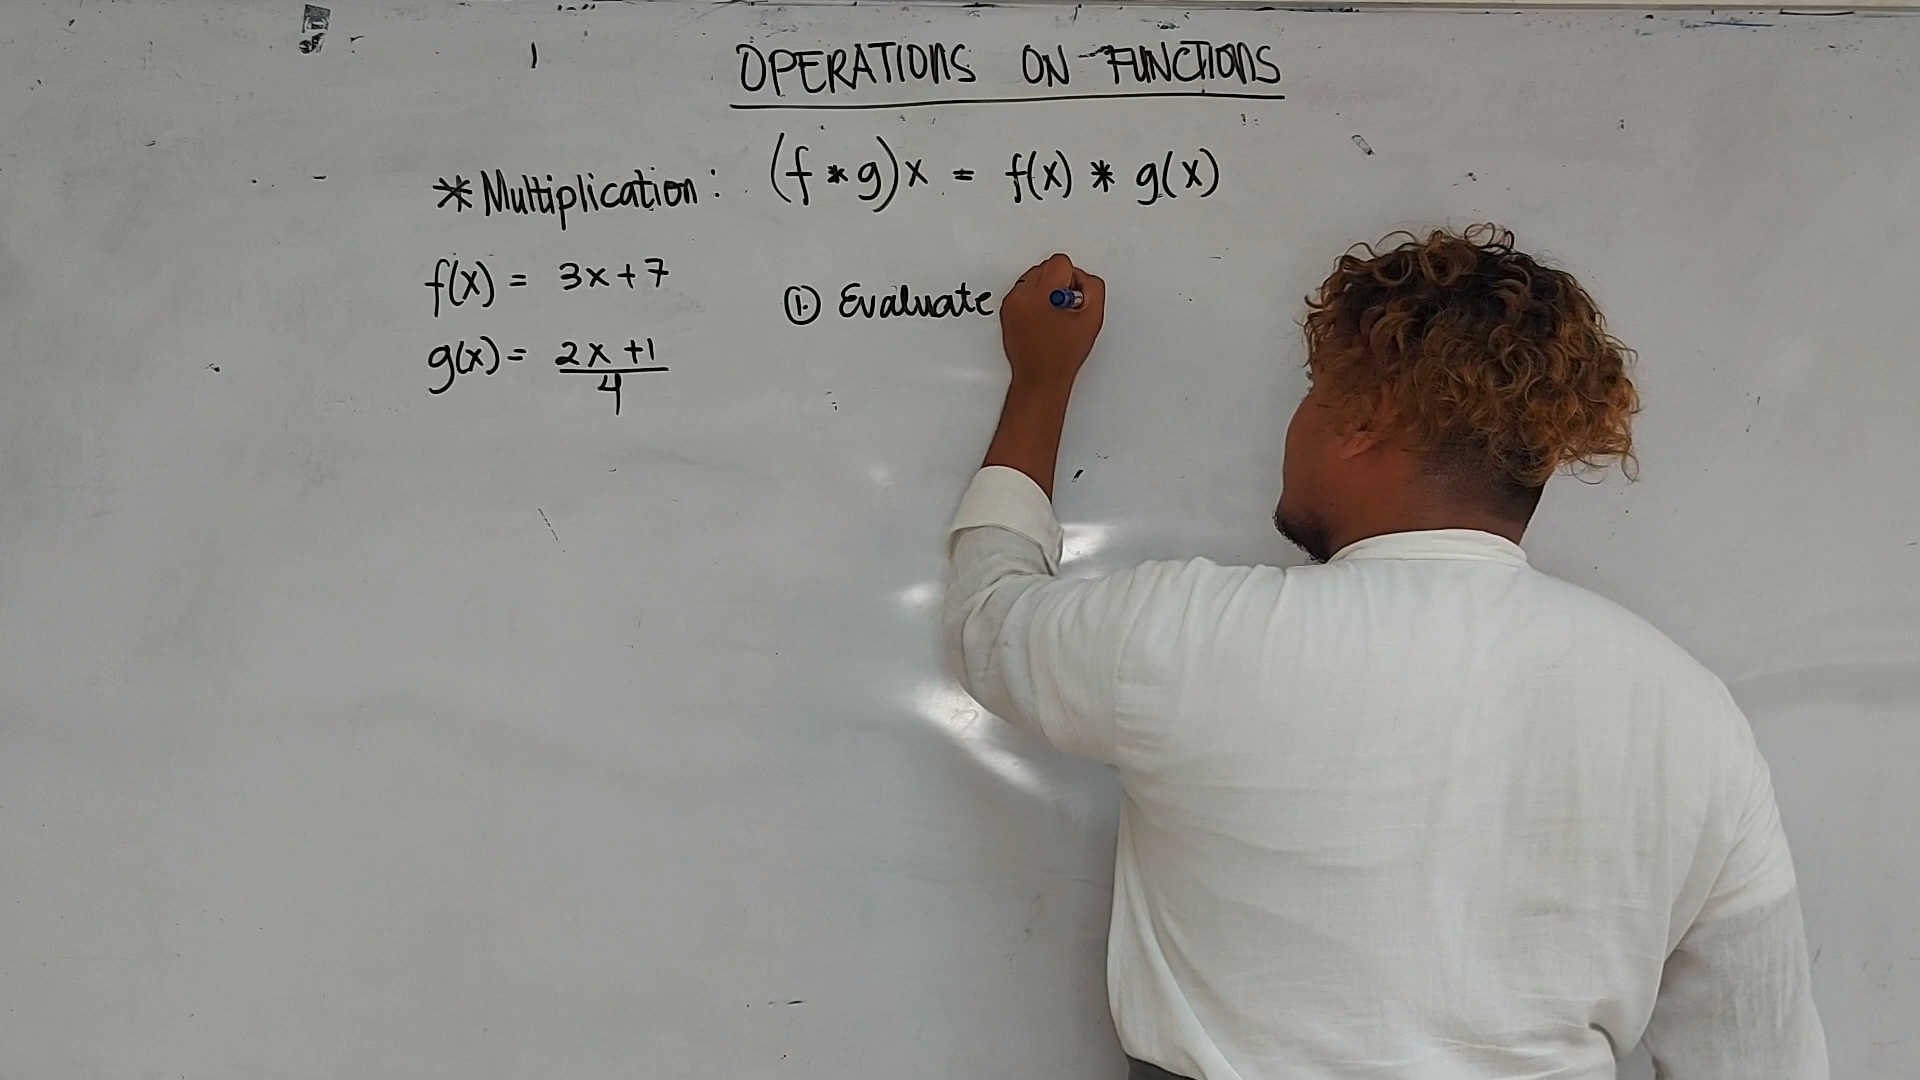 OPERATIONS ON FUNCTIONS
* Multiplication: (f * g)x = f(x) * g(x)
f(x) = 3x+7
g(x) = 2x+1
4
① Evaluate